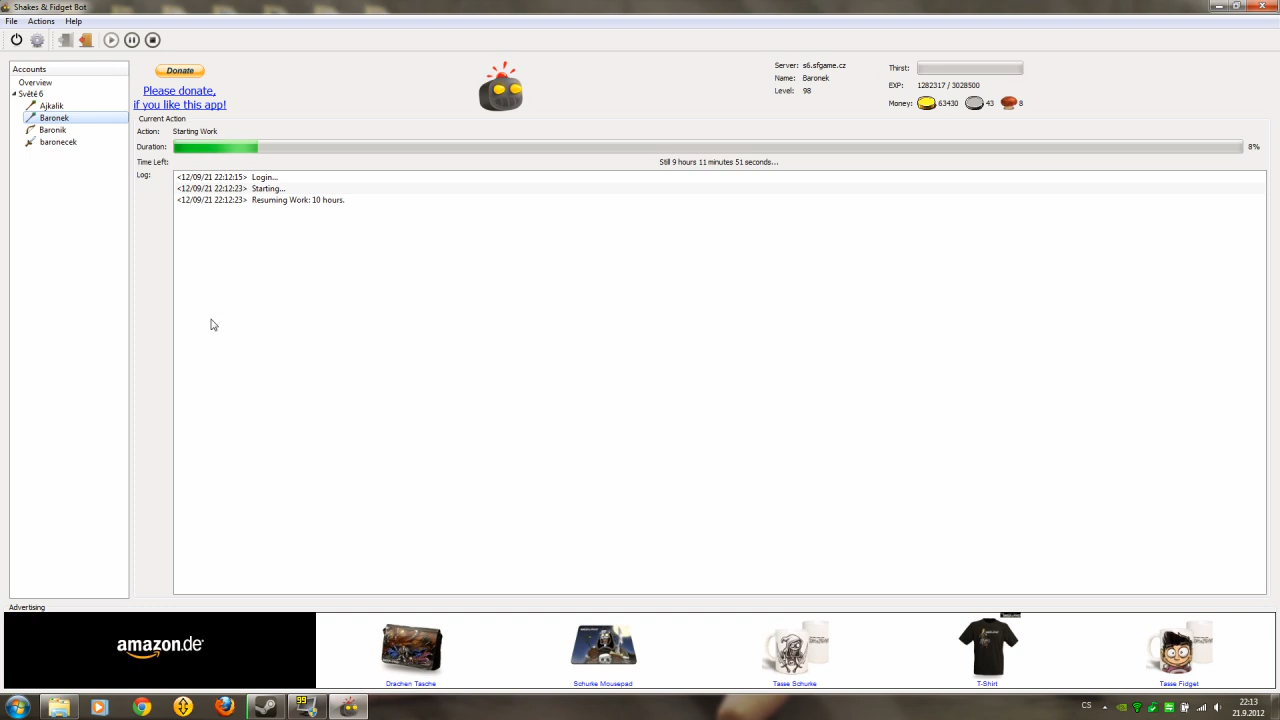 Shakes & Fidget Bot
File Actions Help
Accounts
Overview
Světě 6
Ajkalik
Baronek
Baronik
baronecek
Donate
Please donate,
if you like this app!
Server: s6.sfgame.cz
Name: Baronek
Level: 98
Thirst:
EXP: 1282317 / 3028500
Money: 63430 43 8
Current Action
Action: Starting Work
Duration: 8%
Time Left: Still 9 hours 11 minutes 51 seconds...
Log:
<12/09/21 22:12:15> Login...
<12/09/21 22:12:23> Starting...
<12/09/21 22:12:23> Resuming Work: 10 hours.
Advertising
amazon.de
Drachen Tasche
Schurke Mousepad
Tasse Schurke
T-Shirt
Tasse Fidget
99
CS
22:13
21.9.2012